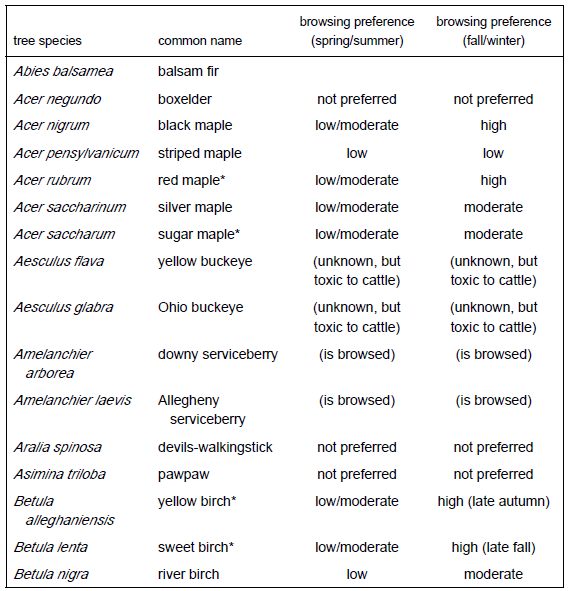 browsing preference browsing preference
tree species common name (spring/summer) (fall/winter)
Abies balsamea balsam fir
Acer negundo boxelder not preferred not preferred
Acer nigrum black maple low/moderate high
Acer pensylvanicum striped maple low low
Acer rubrum red maple* low/moderate high
Acer saccharinum silver maple low/moderate moderate
Acer saccharum sugar maple* low/moderate moderate
Aesculus flava yellow buckeye (unknown, but (unknown, but
toxic to cattle) toxic to cattle)
Aesculus glabra Ohio buckeye (unknown, but (unknown, but
toxic to cattle) toxic to cattle)
Amelanchier downy serviceberry (is browsed) (is browsed)
arborea
Amelanchier laevis Allegheny (is browsed) (is browsed)
serviceberry
Aralia spinosa devils-walkingstick not preferred not preferred
Asimina triloba pawpaw not preferred not preferred
Betula yellow birch* low/moderate high (late autumn)
alleghaniensis
Betula lenta sweet birch* low/moderate high (late fall)
Betula nigra river birch low moderate